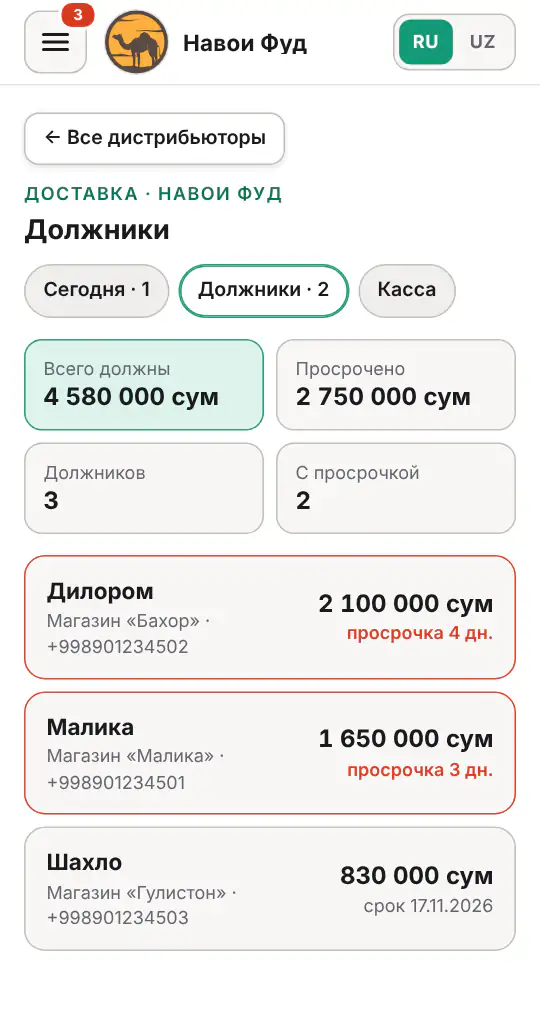 3
Навои Фуд
RU UZ
← Все дистрибьюторы
ДОСТАВКА · НАВОИ ФУД
Должники
Сегодня · 1 Должники · 2 Касса
Всего должны Просрочено
4 580 000 сум 2 750 000 сум
Должников С просрочкой
3 2
Дилором
2 100 000 сум
Магазин «Бахор» ·
+998901234502
просрочка 4 дн.
Малика
1 650 000 сум
Магазин «Малика» ·
+998901234501
просрочка 3 дн.
Шахло
830 000 сум
Магазин «Гулистон» ·
+998901234503
срок 17.11.2026